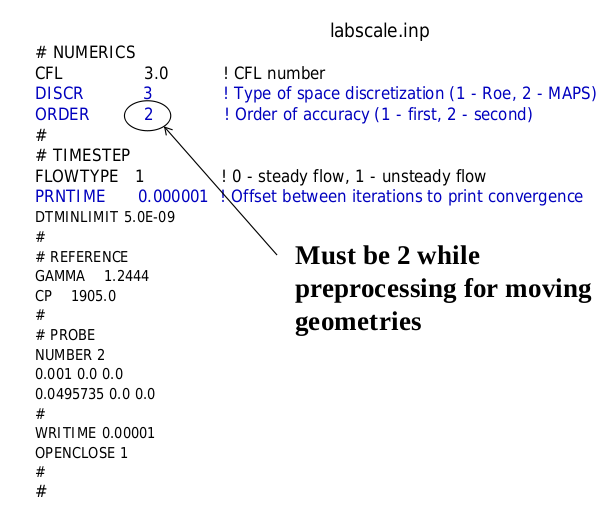 labscale.inp
# NUMERICS
CFL 3.0 ! CFL number
DISCR 3 ! Type of space discretization (1 - Roe, 2 - MAPS)
ORDER 2 ! Order of accuracy (1 - first, 2 - second)
#
# TIMESTEP
FLOWTYPE 1 ! 0 - steady flow, 1 - unsteady flow
PRNTIME 0.000001 ! Offset between iterations to print convergence
DTMINLIMIT 5.0E-09
#
# REFERENCE
GAMMA 1.2444
CP 1905.0
#
# PROBE
NUMBER 2
0.001 0.0 0.0
0.0495735 0.0 0.0
#
WRITIME 0.00001
OPENCLOSE 1
#
#
Must be 2 while
preprocessing for moving
geometries